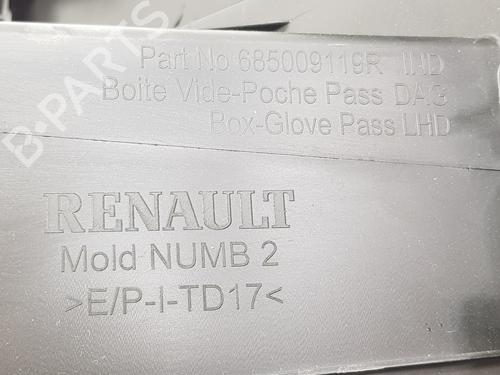 Part No 685009119R IND
Boite Vide-Poche Pass DAG
Box-Glove Pass LHD
RENAULT
Mold NUMB 2
>E/P-I-TD17<
B-PARTS